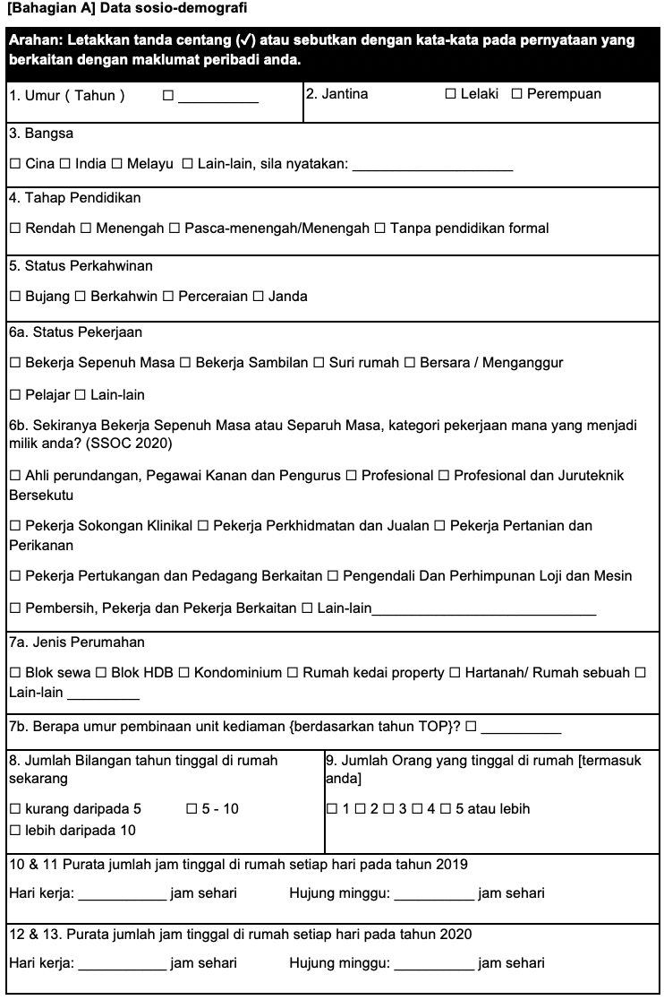 [Bahagian A] Data sosio-demografi
Arahan: Letakkan tanda centang (✓) atau sebutkan dengan kata-kata pada pernyataan yang
berkaitan dengan maklumat peribadi anda.
1. Umur ( Tahun ) ☐ __________
2. Jantina ☐ Lelaki ☐ Perempuan
3. Bangsa
☐ Cina ☐ India ☐ Melayu ☐ Lain-lain, sila nyatakan: ____________________
4. Tahap Pendidikan
☐ Rendah ☐ Menengah ☐ Pasca-menengah/Menengah ☐ Tanpa pendidikan formal
5. Status Perkahwinan
☐ Bujang ☐ Berkahwin ☐ Perceraian ☐ Janda
6a. Status Pekerjaan
☐ Bekerja Sepenuh Masa ☐ Bekerja Sambilan ☐ Suri rumah ☐ Bersara / Menganggur
☐ Pelajar ☐ Lain-lain
6b. Sekiranya Bekerja Sepenuh Masa atau Separuh Masa, kategori pekerjaan mana yang menjadi
milik anda? (SSOC 2020)
☐ Ahli perundangan, Pegawai Kanan dan Pengurus ☐ Profesional ☐ Profesional dan Juruteknik
Bersekutu
☐ Pekerja Sokongan Klinikal ☐ Pekerja Perkhidmatan dan Jualan ☐ Pekerja Pertanian dan
Perikanan
☐ Pekerja Pertukangan dan Pedagang Berkaitan ☐ Pengendali Dan Perhimpunan Loji dan Mesin
☐ Pembersih, Pekerja dan Pekerja Berkaitan ☐ Lain-lain____________________________
7a. Jenis Perumahan
☐ Blok sewa ☐ Blok HDB ☐ Kondominium ☐ Rumah kedai property ☐ Hartanah/ Rumah sebuah ☐
Lain-lain _________
7b. Berapa umur pembinaan unit kediaman {berdasarkan tahun TOP}? ☐ __________
8. Jumlah Bilangan tahun tinggal di rumah
sekarang
☐ kurang daripada 5 ☐ 5 - 10
☐ lebih daripada 10
9. Jumlah Orang yang tinggal di rumah [termasuk
anda]
☐ 1 ☐ 2 ☐ 3 ☐ 4 ☐ 5 atau lebih
10 & 11 Purata jumlah jam tinggal di rumah setiap hari pada tahun 2019
Hari kerja: ___________ jam sehari Hujung minggu: __________ jam sehari
12 & 13. Purata jumlah jam tinggal di rumah setiap hari pada tahun 2020
Hari kerja: ___________ jam sehari Hujung minggu: __________ jam sehari